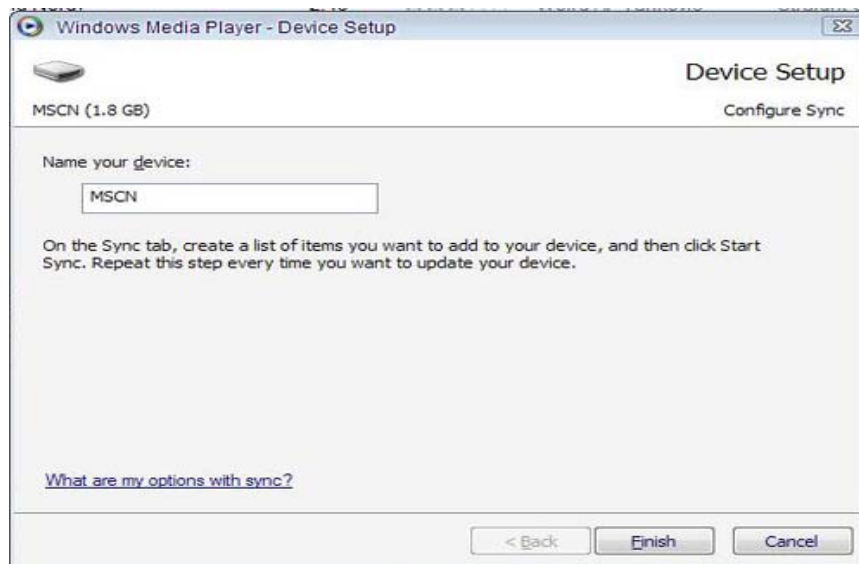 Windows Media Player - Device Setup
Device Setup
MSCN (1.8 GB)
Configure Sync
Name your device:
MSCN
On the Sync tab, create a list of items you want to add to your device, and then click Start
Sync. Repeat this step every time you want to update your device.
What are my options with sync?
< Back
Finish
Cancel